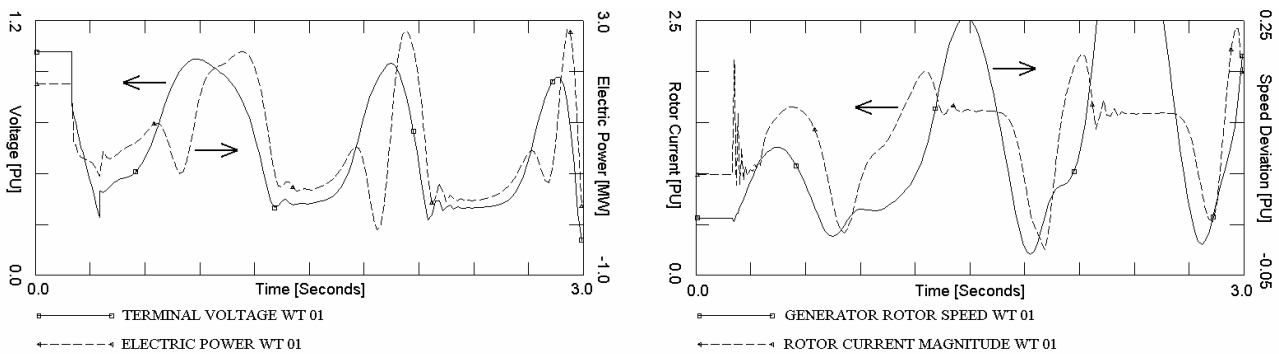 1.2
Voltage [PU]
0.0
3.0
Electric Power [MW]
-1.0
0.0
Time [Seconds]
3.0
TERMINAL VOLTAGE WT 01
ELECTRIC POWER WT 01
2.5
Rotor Current [PU]
0.0
0.25
Speed Deviation [PU]
-0.05
0.0
Time [Seconds]
3.0
GENERATOR ROTOR SPEED WT 01
ROTOR CURRENT MAGNITUDE WT 01